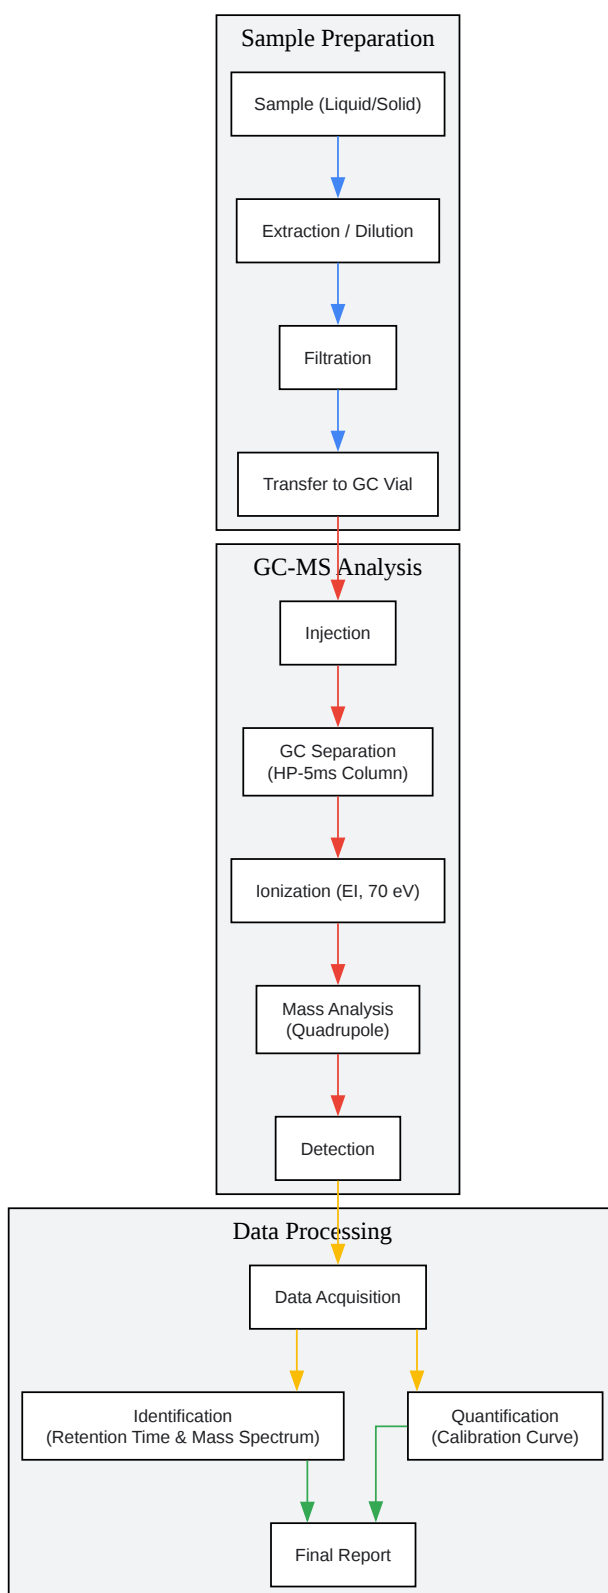 Sample Preparation
Sample (Liquid/Solid)
Extraction / Dilution
Filtration
Transfer to GC Vial
GC-MS Analysis
Injection
GC Separation
(HP-5ms Column)
Ionization (EI, 70 eV)
Mass Analysis
(Quadrupole)
Detection
Data Processing
Data Acquisition
Identification
(Retention Time & Mass Spectrum)
Quantification
(Calibration Curve)
Final Report